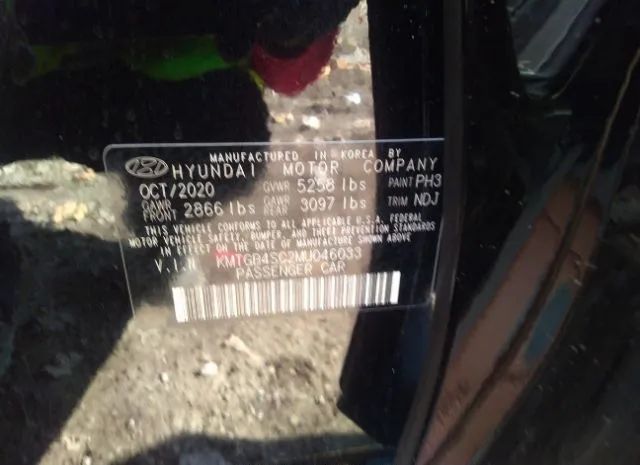 MANUFACTURED IN KOREA BY
HYUNDAI MOTOR COMPANY
OCT/2020 GVWR 5258 lbs PAINT PH3
GAWR FRONT 2866 lbs GAWR REAR 3097 lbs TRIM NDJ
THIS VEHICLE CONFORMS TO ALL APPLICABLE U.S.A. FEDERAL
MOTOR VEHICLE SAFETY, BUMPER, AND THEFT PREVENTION STANDARDS
IN EFFECT ON THE DATE OF MANUFACTURE SHOWN ABOVE
V.I.N KMTGB4SC2MU046033
PASSENGER CAR